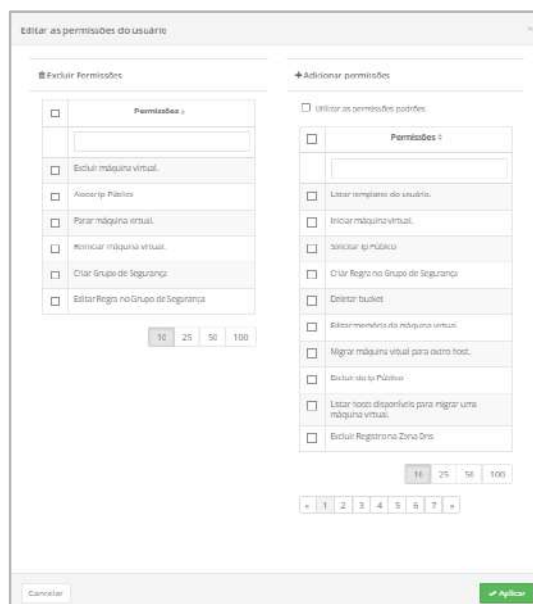 Editar as permissões do usuário
×
Excluir Permissões
Permissões
Excluir máquina virtual.
Alocar Ip Público
Parar máquina virtual.
Reiniciar máquina virtual.
Criar Grupo de Segurança
Editar Regra no Grupo de Segurança
10 25 50 100
Adicionar permissões
Utilizar as permissões padrões
Permissões
Listar templates do usuário.
Iniciar máquina virtual.
Solicitar Ip Público
Criar Regra no Grupo de Segurança
Deletar bucket
Editar memória da máquina virtual.
Migrar máquina vitual para outro host.
Excluir do Ip Público
Listar hosts disponíveis para migrar uma
máquina virtual.
Excluir Registro na Zona Dns
10 25 50 100
« 1 2 3 4 5 6 7 »
Cancelar
Aplicar